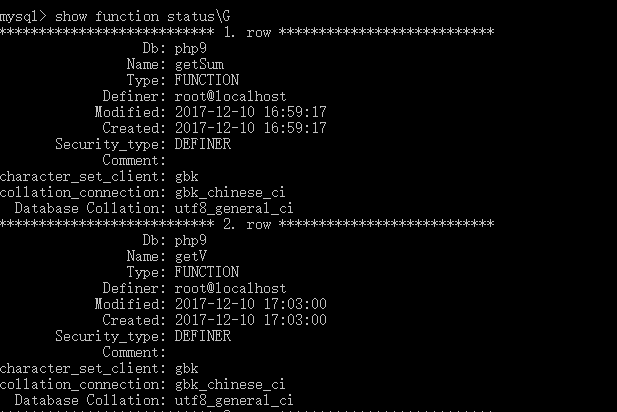 mysql> show function status\G
*************************** 1. row ***************************
Db: php9
Name: getSum
Type: FUNCTION
Definer: root@localhost
Modified: 2017-12-10 16:59:17
Created: 2017-12-10 16:59:17
Security_type: DEFINER
Comment:
character_set_client: gbk
collation_connection: gbk_chinese_ci
Database Collation: utf8_general_ci
*************************** 2. row ***************************
Db: php9
Name: getV
Type: FUNCTION
Definer: root@localhost
Modified: 2017-12-10 17:03:00
Created: 2017-12-10 17:03:00
Security_type: DEFINER
Comment:
character_set_client: gbk
collation_connection: gbk_chinese_ci
Database Collation: utf8_general_ci